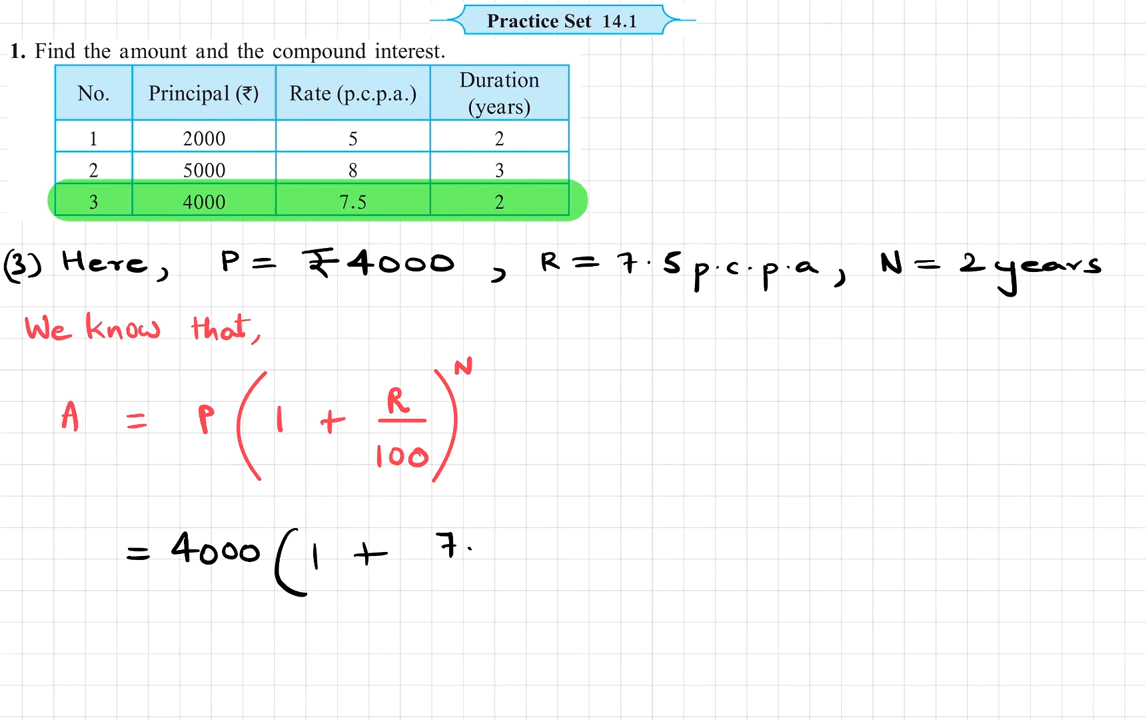 Practice Set 14.1
1. Find the amount and the compound interest.
No. Principal (₹) Rate (p.c.p.a.) Duration (years)
1 2000 5 2
2 5000 8 3
3 4000 7.5 2
(3) Here, P = ₹4000, R = 7.5 p.c.p.a, N = 2 years
We know that,
A = P(1 + R/100)^N
= 4000(1 + 7.